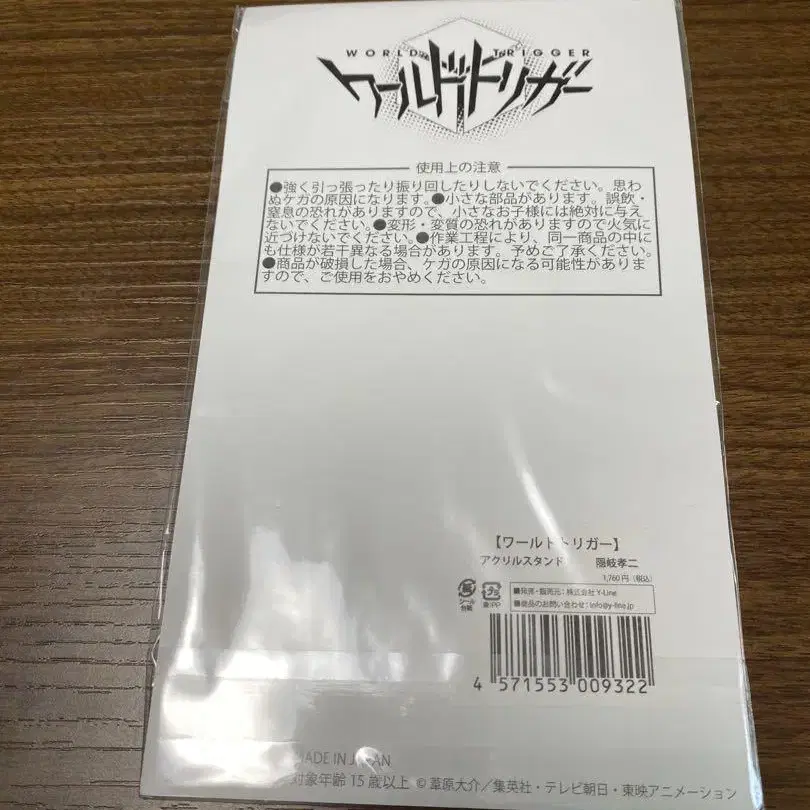 WORLD TRIGGER
ワールドトリガー
使用上の注意
●強く引っ張ったり振り回したりしないでください。思わ
ぬケガの原因になります。●小さな部品があります。誤飲・
窒息の恐れがありますので、小さなお子様には絶対に与え
ないでください。●変形・変質の恐れがありますので火気に
近づけないでください。●作業工程により、同一商品の中に
も仕様が若干異なる場合があります。予めご了承ください。
●商品が破損した場合、ケガの原因になる可能性がありま
すので、ご使用をおやめください。
【ワールドトリガー】
アクリルスタンド 隠岐孝二
1,760円(税込)
■発売・販売元:株式会社Y-Line
■商品のお問い合わせ:info@y-line.jp
シール
台紙
プラ
袋:PP
4 571553 009322
MADE IN JAPAN
対象年齢15歳以上 ©葦原大介/集英社・テレビ朝日・東映アニメーション